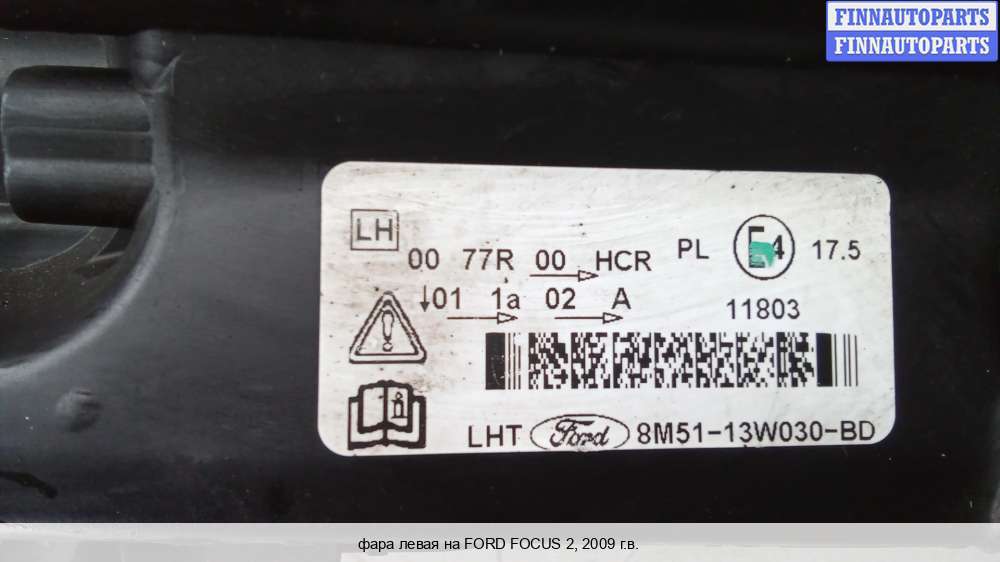 FINNAUTOPARTS
FINNAUTOPARTS
LH
00 77R 00 HCR PL E4 17.5
↓01 1a 02 A 11803
LHT Ford 8M51-13W030-BD
фара левая на FORD FOCUS 2, 2009 г.в.